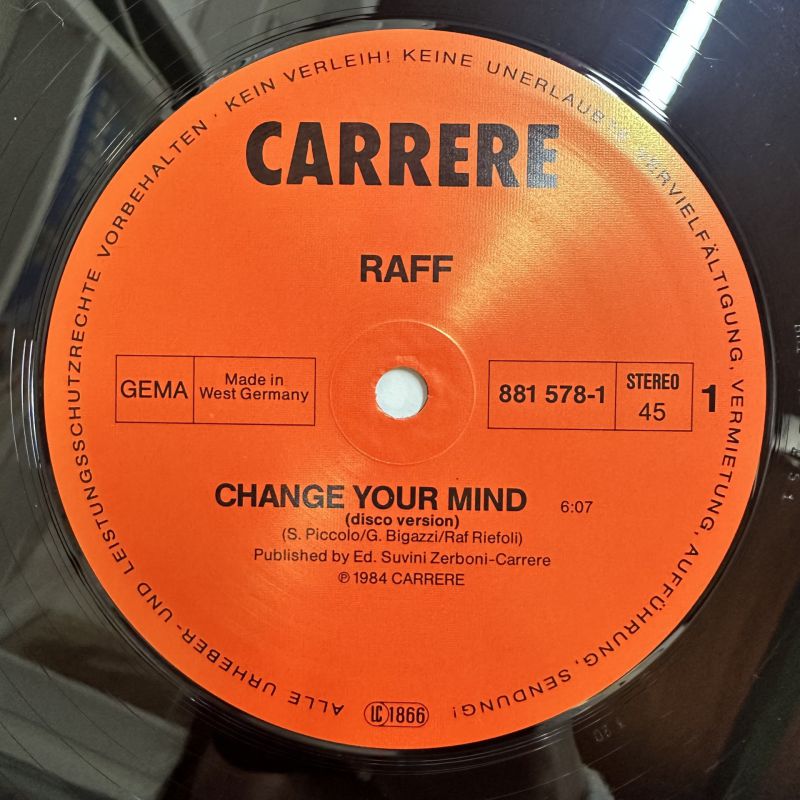 ALLE URHEBER- UND LEISTUNGSSCHUTZRECHTE VORBEHALTEN · KEIN VERLEIH! KEINE UNERLAUBTE VERVIELFÄLTIGUNG, VERMIETUNG, AUFFÜHRUNG, SENDUNG!
CARRERE
RAFF
GEMA
Made in
West Germany
881 578-1
STEREO
45
1
CHANGE YOUR MIND 6:07
(disco version)
(S. Piccolo/G. Bigazzi/Raf Riefoli)
Published by Ed. Suvini Zerboni-Carrere
℗ 1984 CARRERE
LC 1866